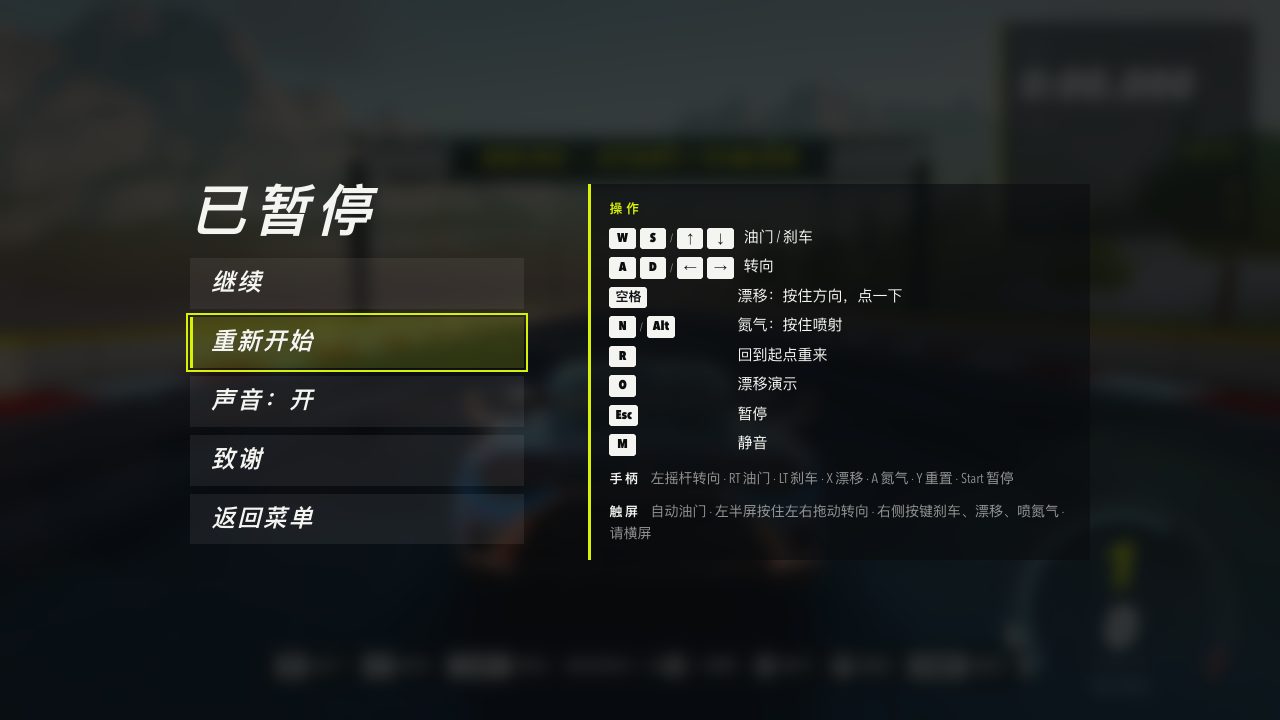 已暂停
继续
重新开始
声音：开
致谢
返回菜单
操作
W S / ↑ ↓ 油门 / 刹车
A D / ← → 转向
空格 漂移：按住方向，点一下
N / Alt 氮气：按住喷射
R 回到起点重来
O 漂移演示
Esc 暂停
M 静音
手柄 左摇杆转向 · RT 油门 · LT 刹车 · X 漂移 · A 氮气 · Y 重置 · Start 暂停
触屏 自动油门 · 左半屏按住左右拖动转向 · 右侧按键刹车、漂移、喷氮气 ·
请横屏